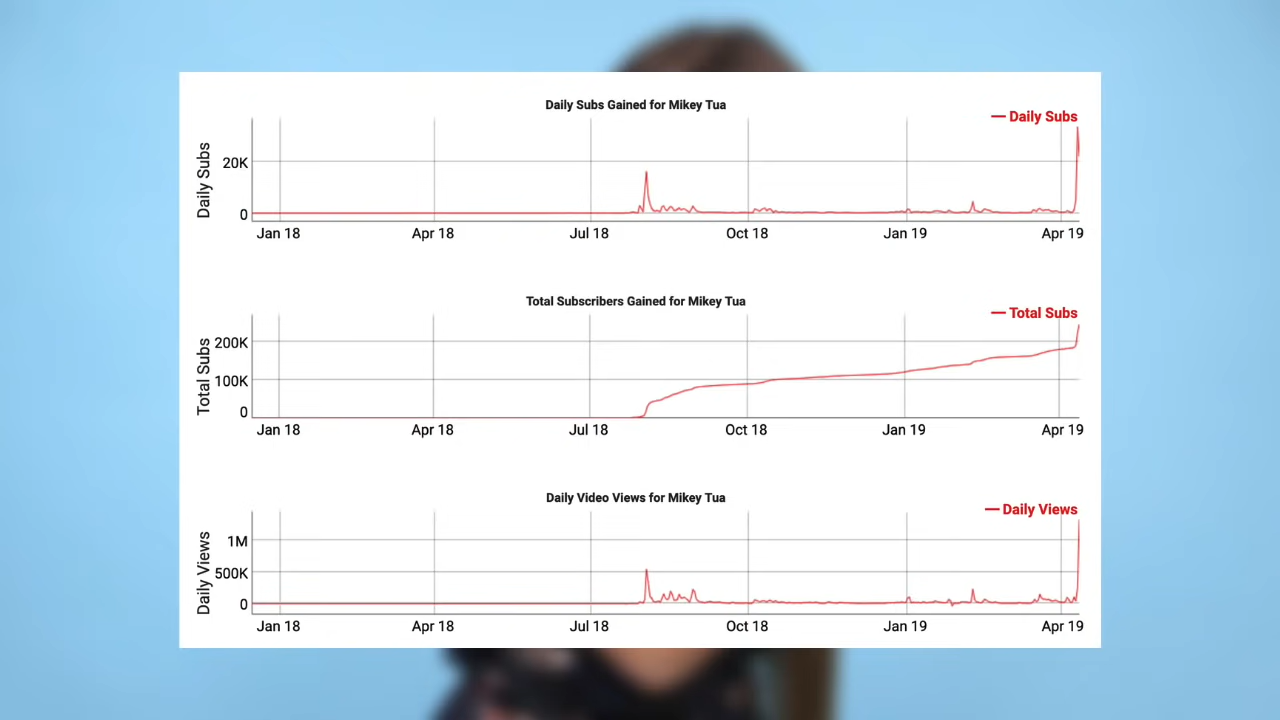 Daily Subs Gained for Mikey Tua
Daily Subs
Daily Subs
20K
0
Jan 18 Apr 18 Jul 18 Oct 18 Jan 19 Apr 19
Total Subscribers Gained for Mikey Tua
Total Subs
Total Subs
200K
100K
0
Jan 18 Apr 18 Jul 18 Oct 18 Jan 19 Apr 19
Daily Video Views for Mikey Tua
Daily Views
Daily Views
1M
500K
0
Jan 18 Apr 18 Jul 18 Oct 18 Jan 19 Apr 19